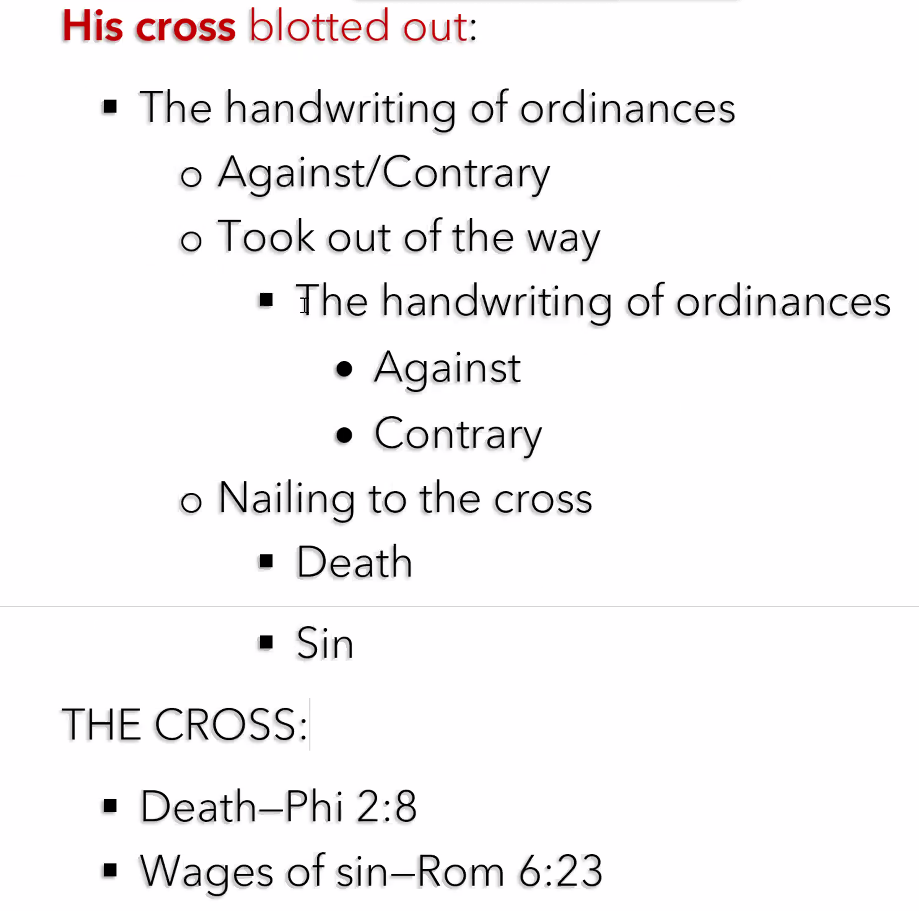 His cross blotted out:
▪ The handwriting of ordinances
o Against/Contrary
o Took out of the way
▪ The handwriting of ordinances
• Against
• Contrary
o Nailing to the cross
▪ Death
▪ Sin
THE CROSS:
▪ Death—Phi 2:8
▪ Wages of sin—Rom 6:23